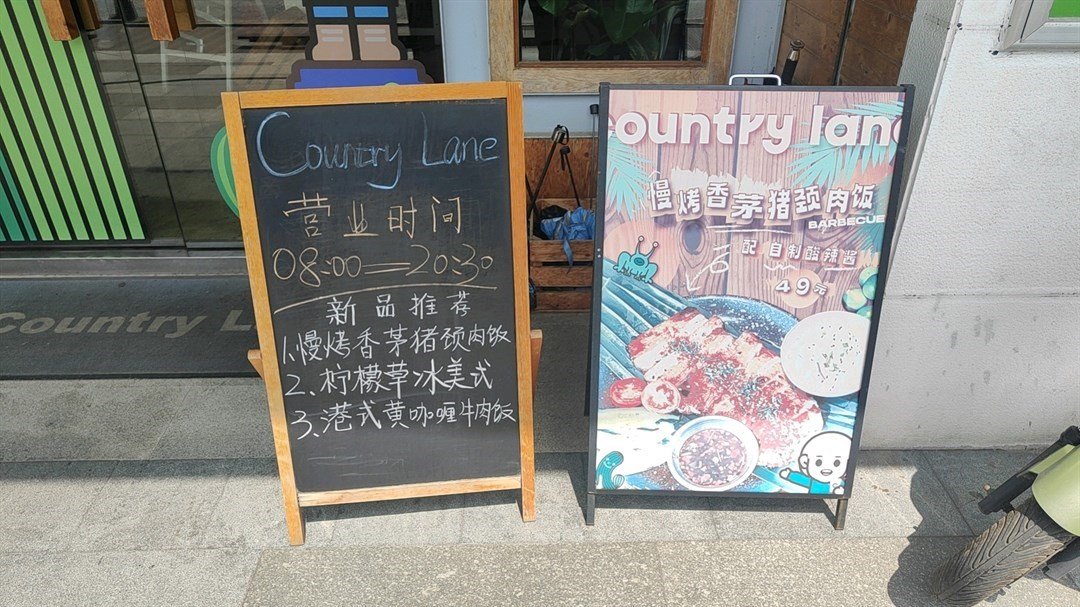 Country Lane
营业时间
08:00—20:30
新品推荐
1、慢烤香茅猪颈肉饭
2、柠檬草冰美式
3、港式黄咖喱牛肉饭
ountry lane
慢烤香茅猪颈肉饭
BARBECUE
配 自制酸辣酱
49元
Country L